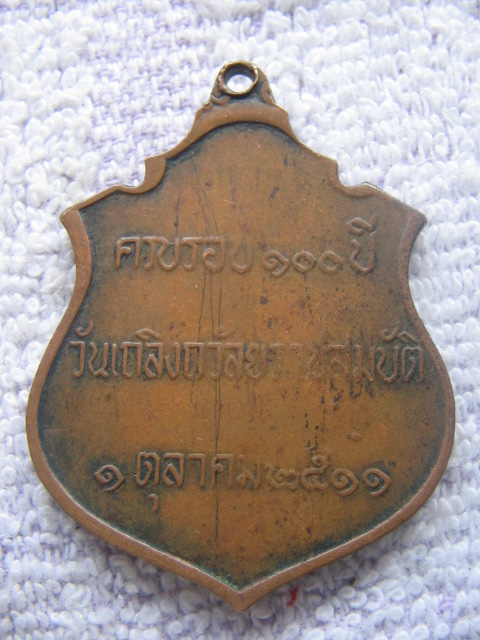 ครบรอบ ๑๐๐ ปี
วันเถลิงถวัลยราชสมบัติ
๑ ตุลาคม ๒๕๑๑